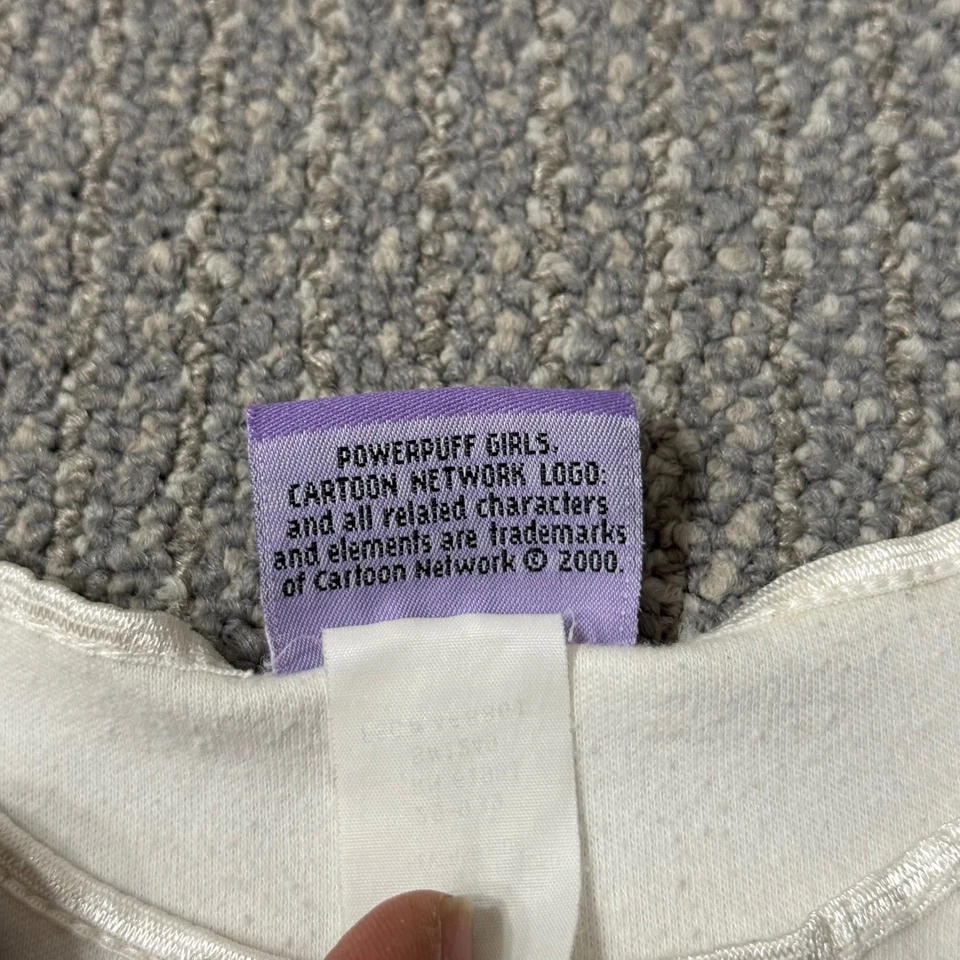 POWERPUFF GIRLS.
CARTOON NETWORK LOGO:
and all related characters
and elements are trademarks
of Cartoon Network © 2000.